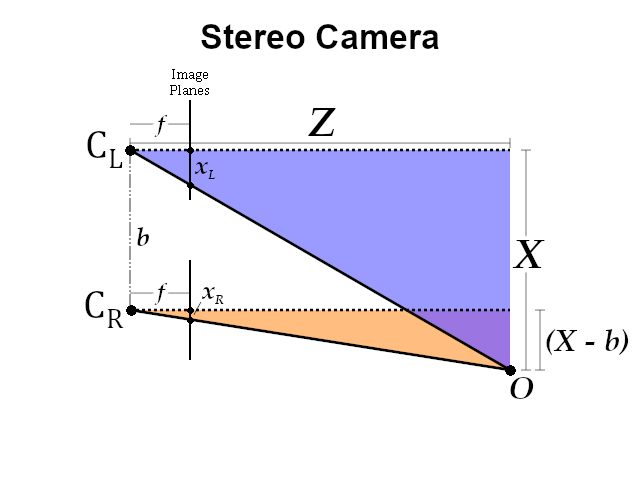 Stereo Camera
Image
Planes
f
Z
C_L
x_L
b
X
f
x_R
C_R
(X - b)
O